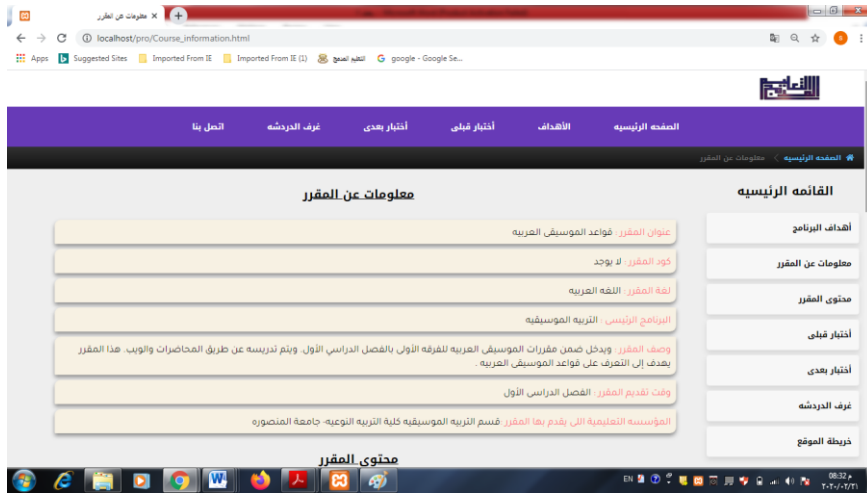 معلومات عن المقرر
localhost/pro/Course_information.html
Apps Suggested Sites Imported From IE Imported From IE (1) التعليم المدمج google - Google Se...
الصفحه الرئيسيه الأهداف أختبار قبلى أختبار بعدى غرف الدردشه اتصل بنا
الصفحه الرئيسيه معلومات عن المقرر
القائمه الرئيسيه
أهداف البرنامج
معلومات عن المقرر
محتوى المقرر
أختبار قبلى
أختبار بعدى
غرف الدردشه
خريطة الموقع
معلومات عن المقرر
عنوان المقرر : قواعد الموسيقى العربيه
كود المقرر : لا يوجد
لغة المقرر : اللغه العربيه
البرنامج الرئيسى : التربيه الموسيقيه
وصف المقرر : ويدخل ضمن مقررات الموسيقى العربيه للفرقه الأولى بالفصل الدراسي الأول. ويتم تدريسه عن طريق المحاضرات والويب. هذا المقرر
يهدف إلى التعرف على قواعد الموسيقى العربيه .
وقت تقديم المقرر : الفصل الدراسى الأول
المؤسسه التعليمية اللى يقدم بها المقرر :قسم التربيه الموسيقيه كلية التربيه النوعيه- جامعة المنصوره
محتوى المقرر
EN
08:32 م